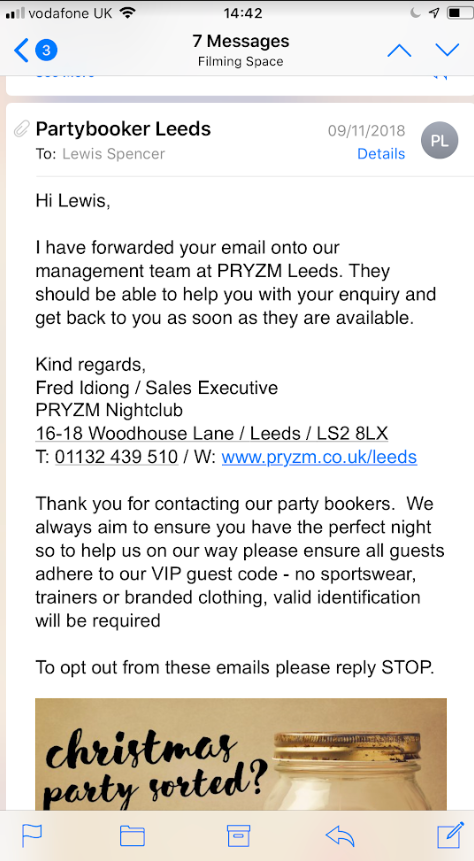 vodafone UK 14:42
3
7 Messages
Filming Space
Partybooker Leeds 09/11/2018
PL
To: Lewis Spencer Details
Hi Lewis,
I have forwarded your email onto our
management team at PRYZM Leeds. They
should be able to help you with your enquiry and
get back to you as soon as they are available.
Kind regards,
Fred Idiong / Sales Executive
PRYZM Nightclub
16-18 Woodhouse Lane / Leeds / LS2 8LX
T: 01132 439 510 / W: www.pryzm.co.uk/leeds
Thank you for contacting our party bookers.  We
always aim to ensure you have the perfect night
so to help us on our way please ensure all guests
adhere to our VIP guest code - no sportswear,
trainers or branded clothing, valid identification
will be required
To opt out from these emails please reply STOP.
christmas
party sorted?